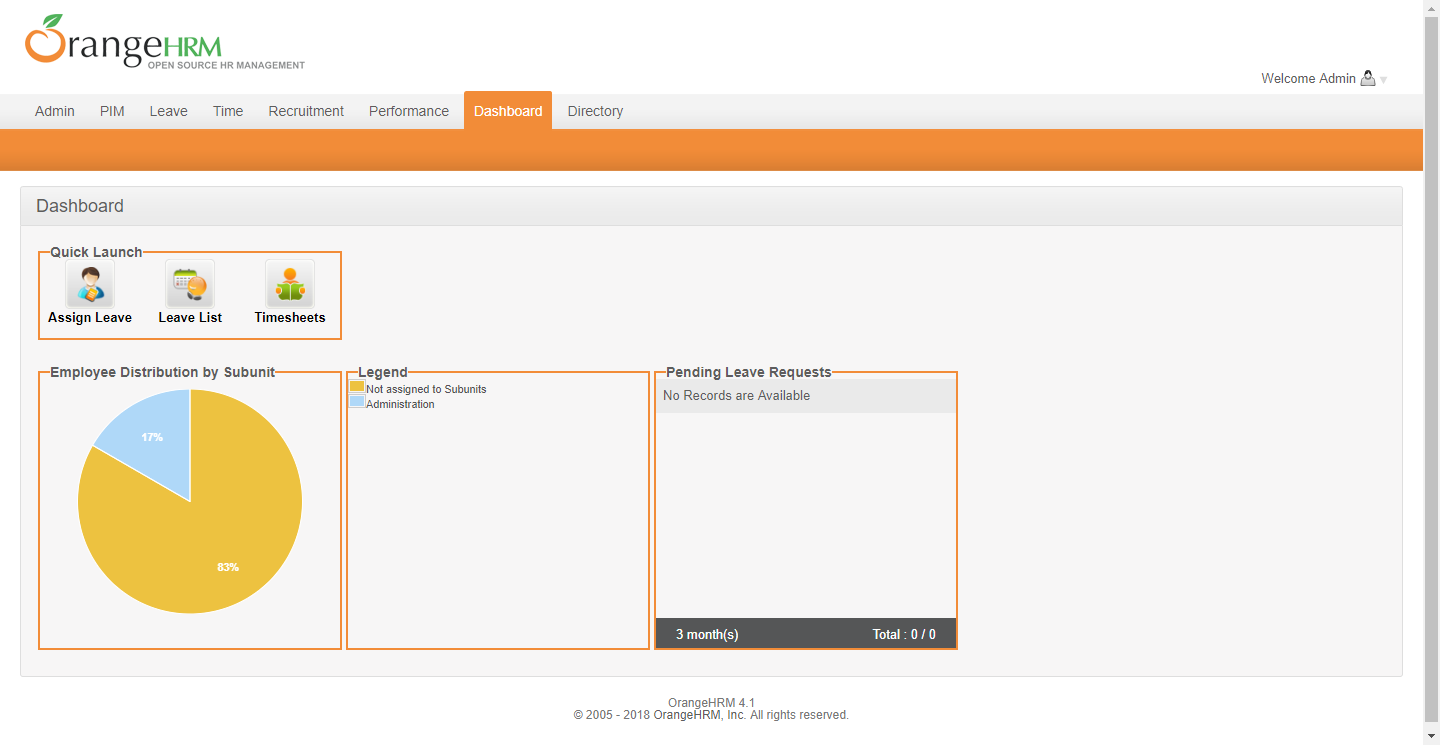 OrangeHRM
OPEN SOURCE HR MANAGEMENT
Welcome Admin
Admin PIM Leave Time Recruitment Performance Dashboard Directory
Dashboard
Quick Launch
Assign Leave Leave List Timesheets
Employee Distribution by Subunit
17%
83%
Legend
Not assigned to Subunits
Administration
Pending Leave Requests
No Records are Available
3 month(s) Total : 0 / 0
OrangeHRM 4.1
© 2005 - 2018 OrangeHRM, Inc. All rights reserved.